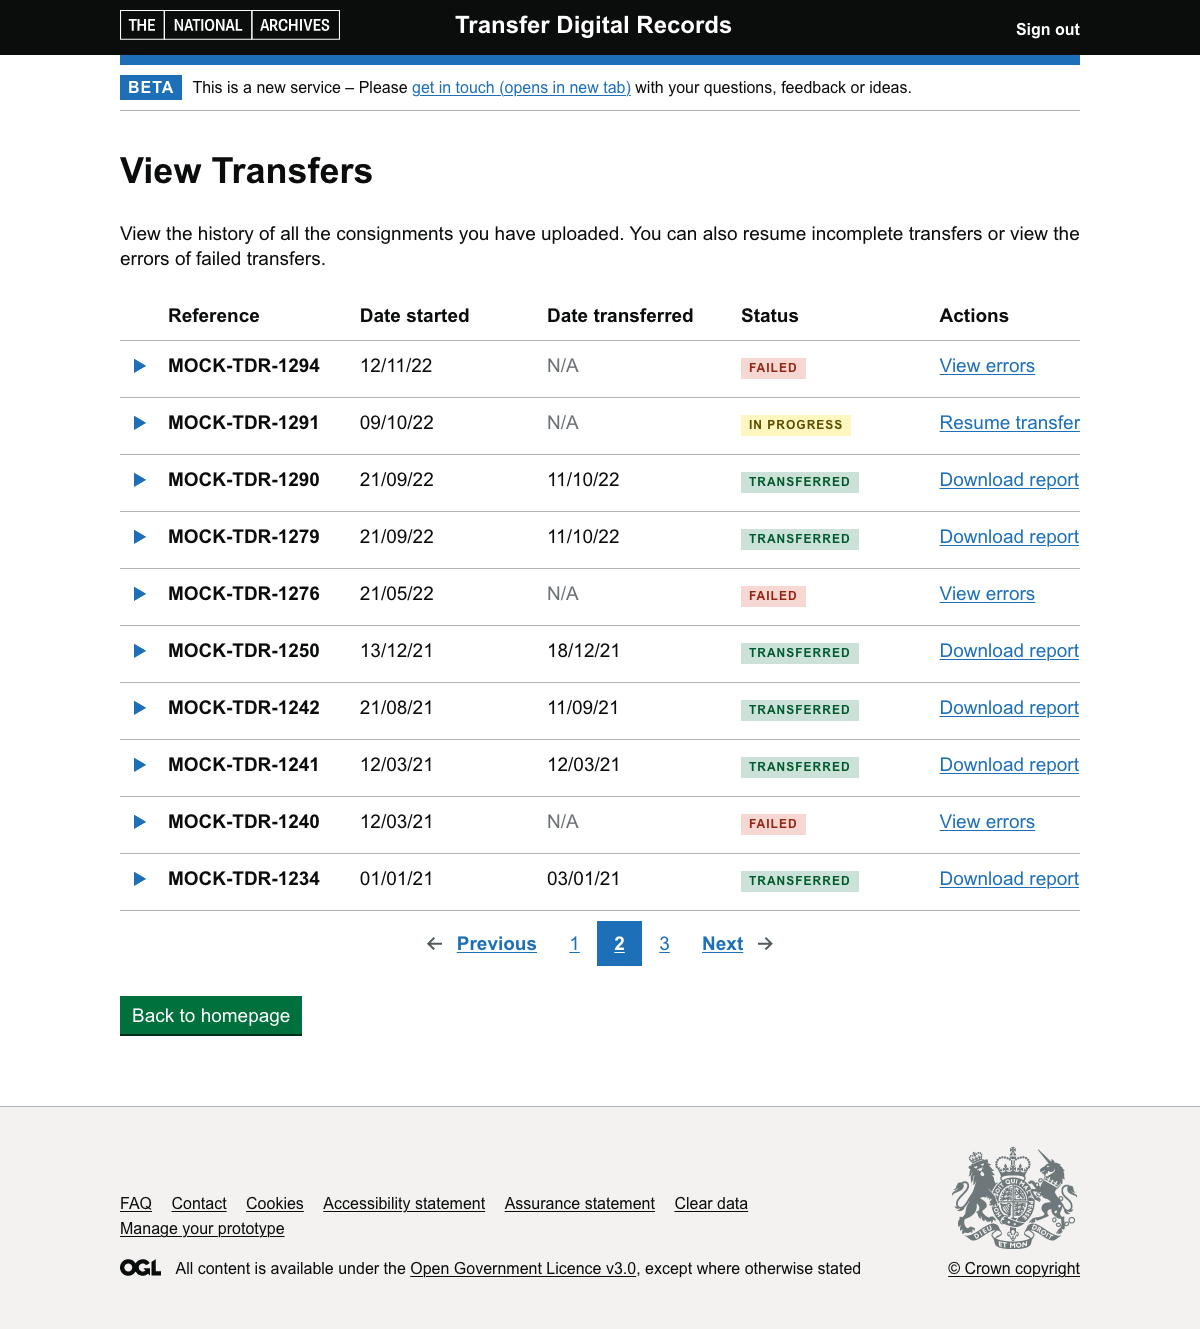 THE NATIONAL ARCHIVES
Transfer Digital Records
Sign out
BETA This is a new service – Please get in touch (opens in new tab) with your questions, feedback or ideas.
View Transfers
View the history of all the consignments you have uploaded. You can also resume incomplete transfers or view the
errors of failed transfers.
Reference Date started Date transferred Status Actions
MOCK-TDR-1294 12/11/22 N/A FAILED View errors
MOCK-TDR-1291 09/10/22 N/A IN PROGRESS Resume transfer
MOCK-TDR-1290 21/09/22 11/10/22 TRANSFERRED Download report
MOCK-TDR-1279 21/09/22 11/10/22 TRANSFERRED Download report
MOCK-TDR-1276 21/05/22 N/A FAILED View errors
MOCK-TDR-1250 13/12/21 18/12/21 TRANSFERRED Download report
MOCK-TDR-1242 21/08/21 11/09/21 TRANSFERRED Download report
MOCK-TDR-1241 12/03/21 12/03/21 TRANSFERRED Download report
MOCK-TDR-1240 12/03/21 N/A FAILED View errors
MOCK-TDR-1234 01/01/21 03/01/21 TRANSFERRED Download report
← Previous 1 2 3 Next →
Back to homepage
FAQ Contact Cookies Accessibility statement Assurance statement Clear data
Manage your prototype
DIEU ET MON DROIT
OGL All content is available under the Open Government Licence v3.0, except where otherwise stated
© Crown copyright